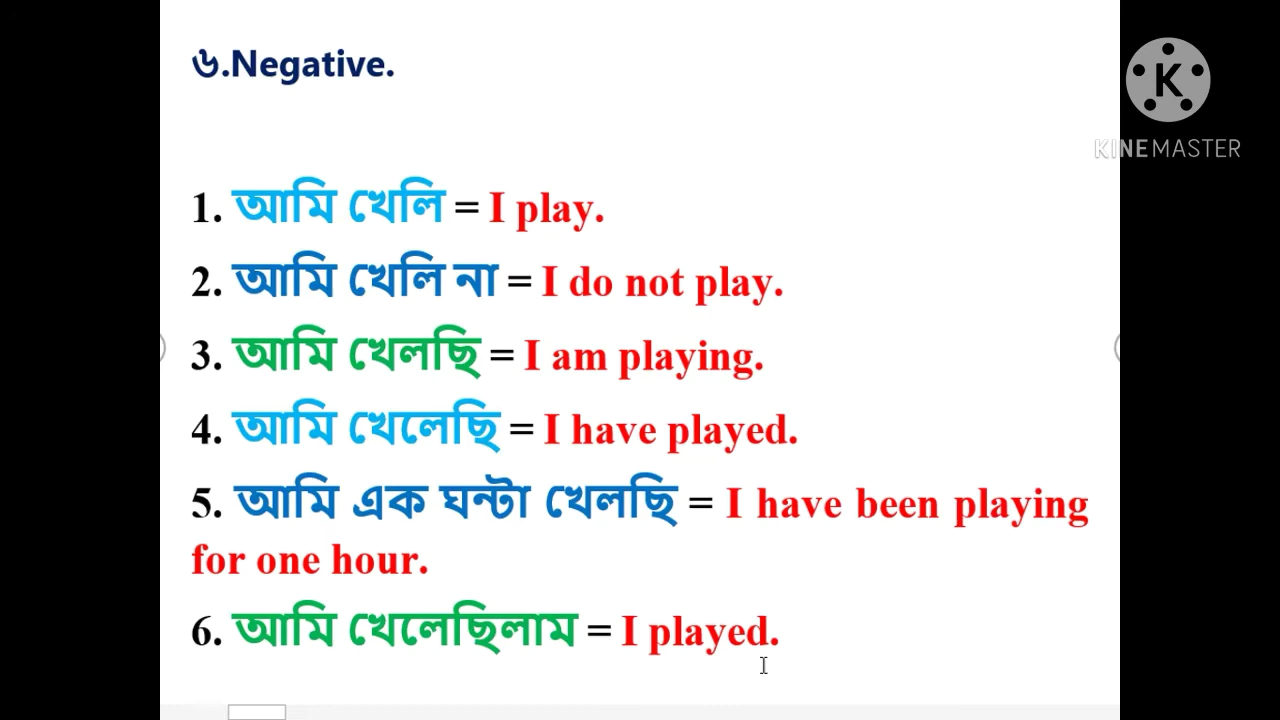 ৬.Negative.
KINEMASTER
1. আমি খেলি = I play.
2. আমি খেলি না = I do not play.
3. আমি খেলছি = I am playing.
4. আমি খেলেছি = I have played.
5. আমি এক ঘন্টা খেলছি = I have been playing
for one hour.
6. আমি খেলেছিলাম = I played.